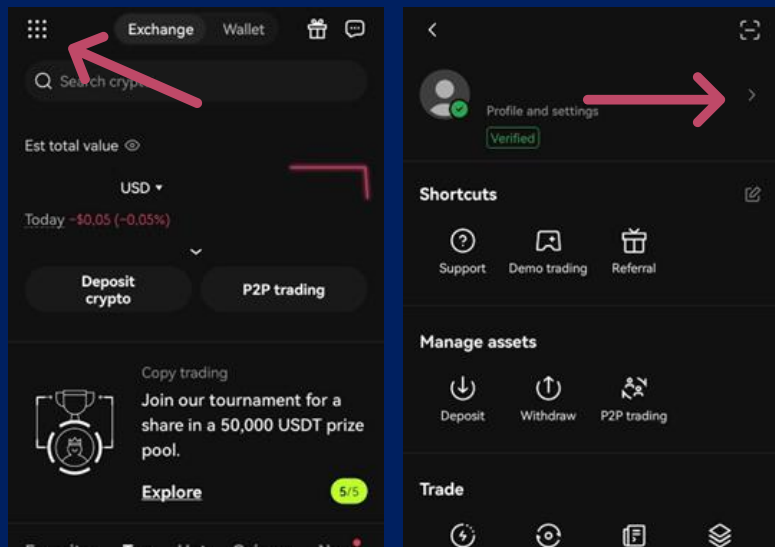 Exchange Wallet
Search
Est total value
USD
Today -$0,05 (-0,05%)
Deposit
crypto
P2P trading
Copy trading
Join our tournament for a
share in a 50,000 USDT prize
pool.
Explore
5/5
Profile and settings
Verified
Shortcuts
Support Demo trading Referral
Manage assets
Deposit Withdraw P2P trading
Trade